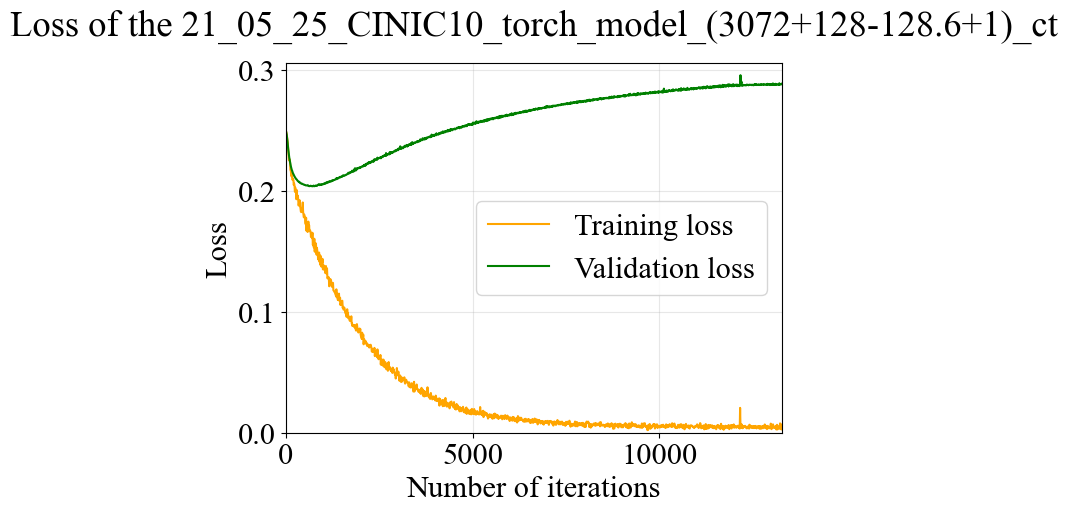 Loss of the 21_05_25_CINIC10_torch_model_(3072+128-128.6+1)_ct
0.3
0.2
0.1
0.0
Loss
Training loss
Validation loss
0 5000 10000
Number of iterations